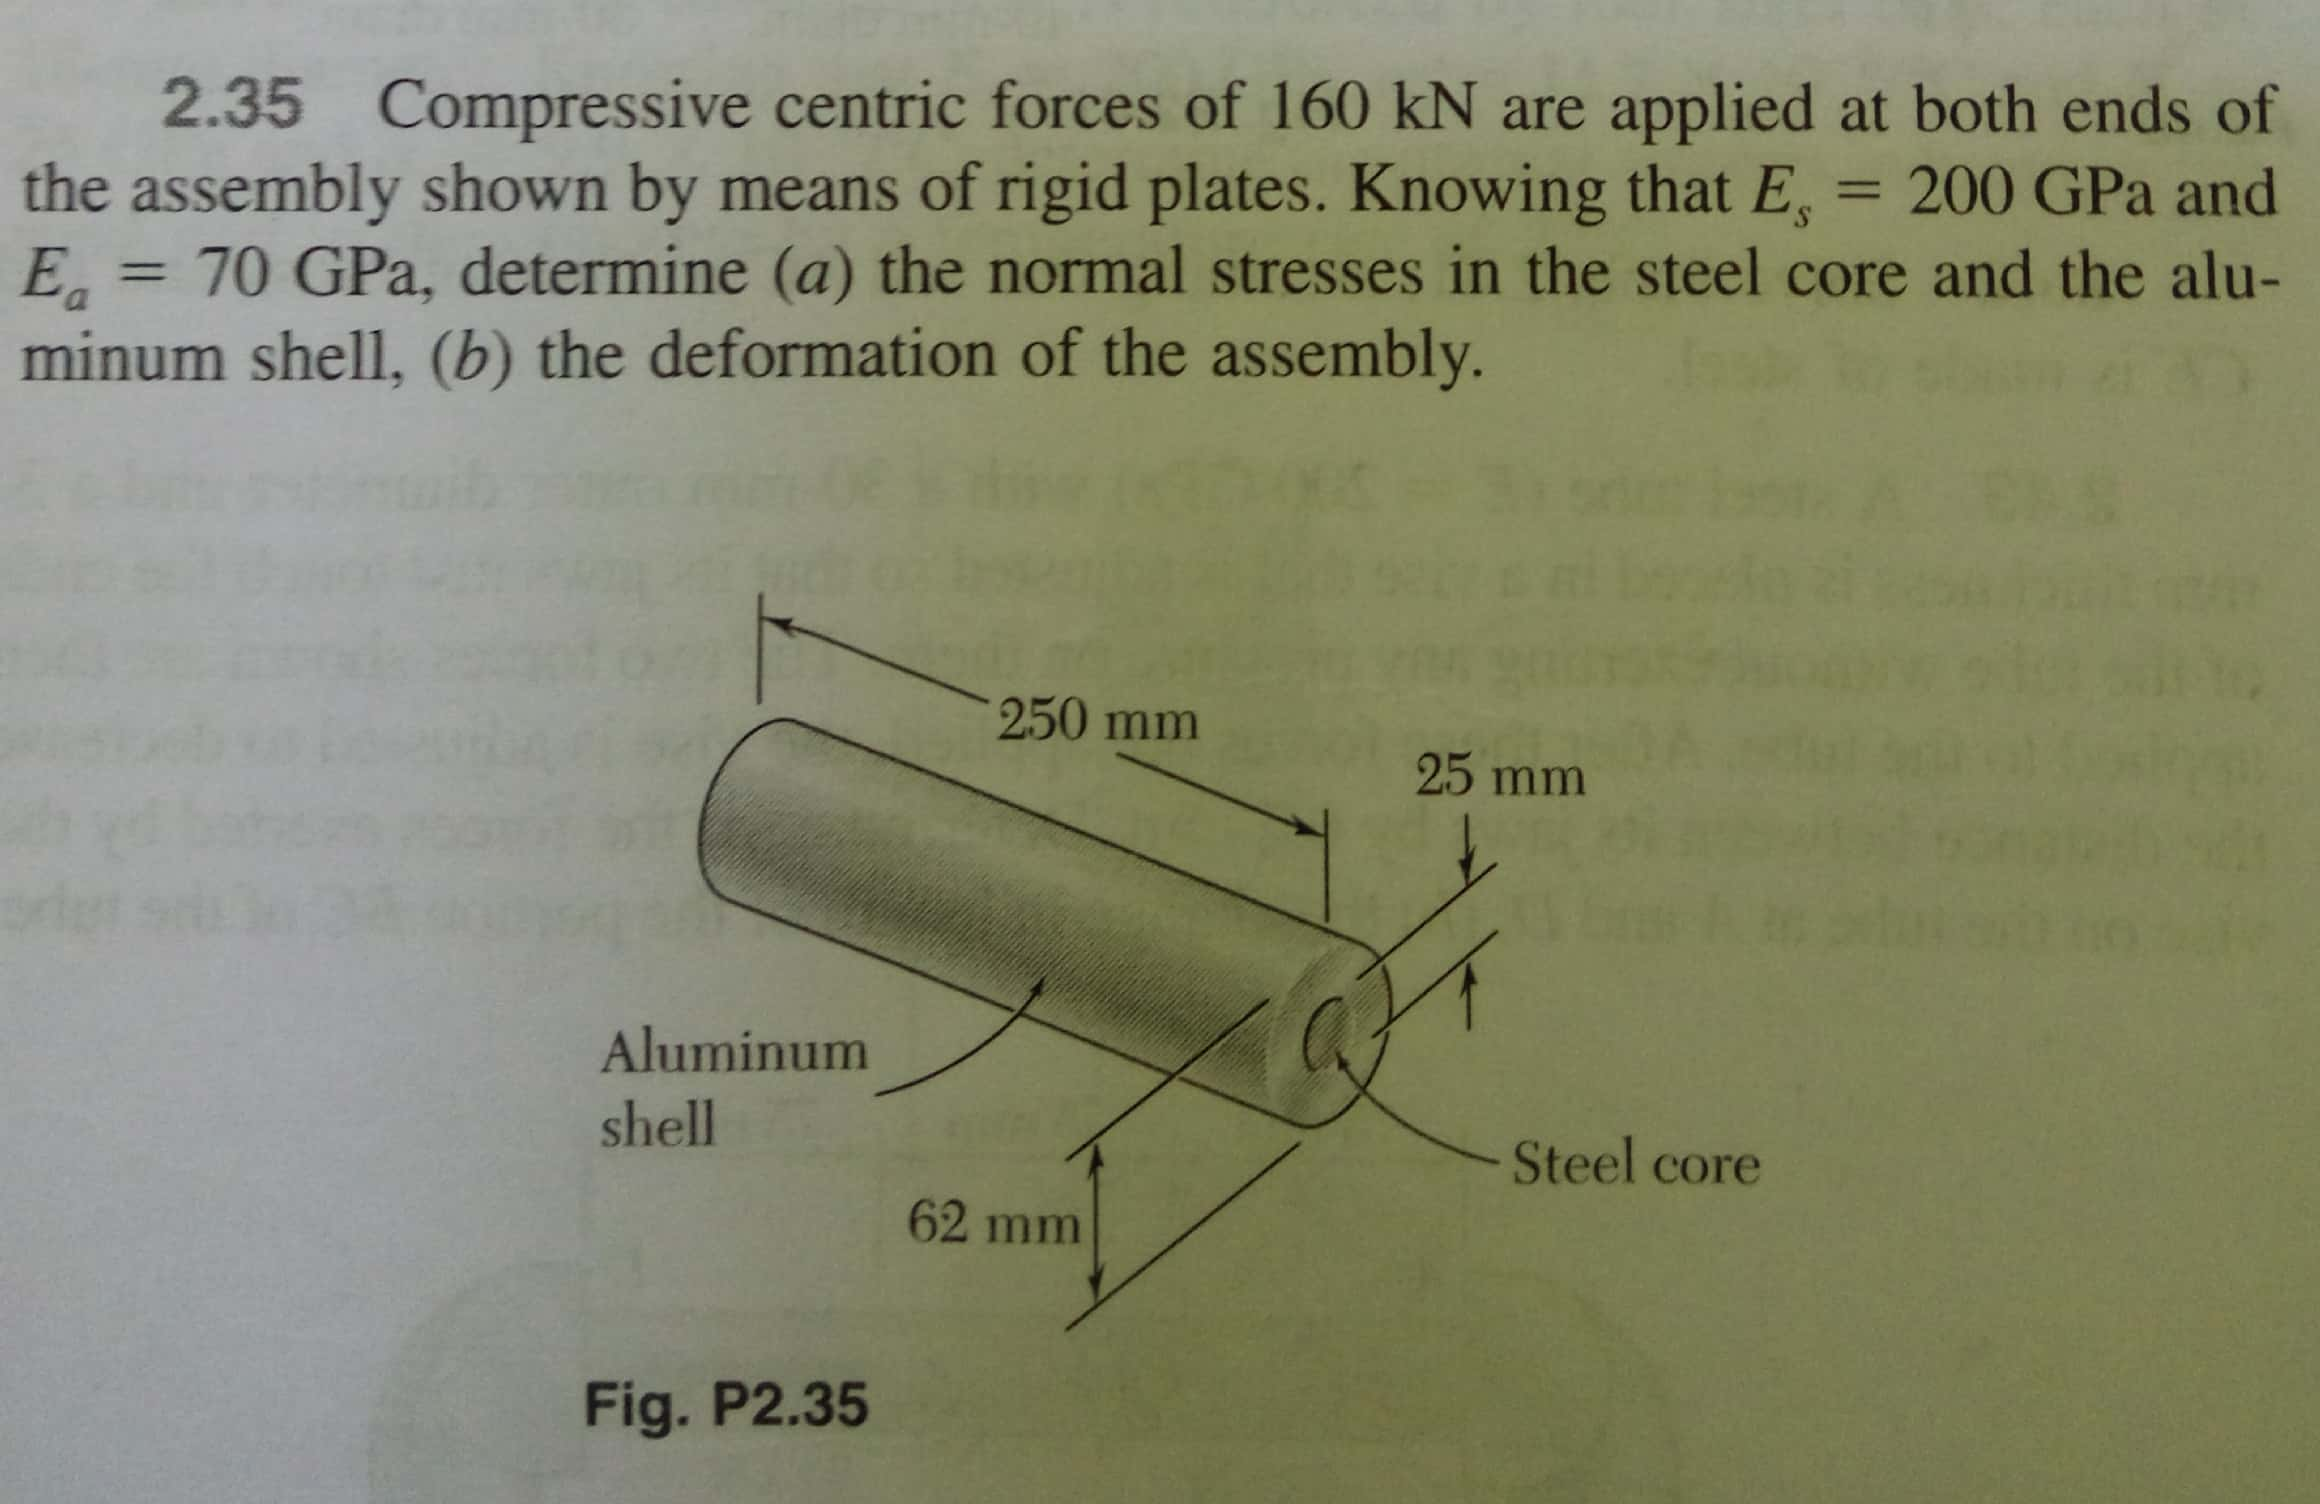 2.35 Compressive centric forces of 160 kN are applied at both ends of
the assembly shown by means of rigid plates. Knowing that Eₛ = 200 GPa and
Eₐ = 70 GPa, determine (a) the normal stresses in the steel core and the alu-
minum shell, (b) the deformation of the assembly.
250 mm
25 mm
Aluminum
shell
Steel core
62 mm
Fig. P2.35